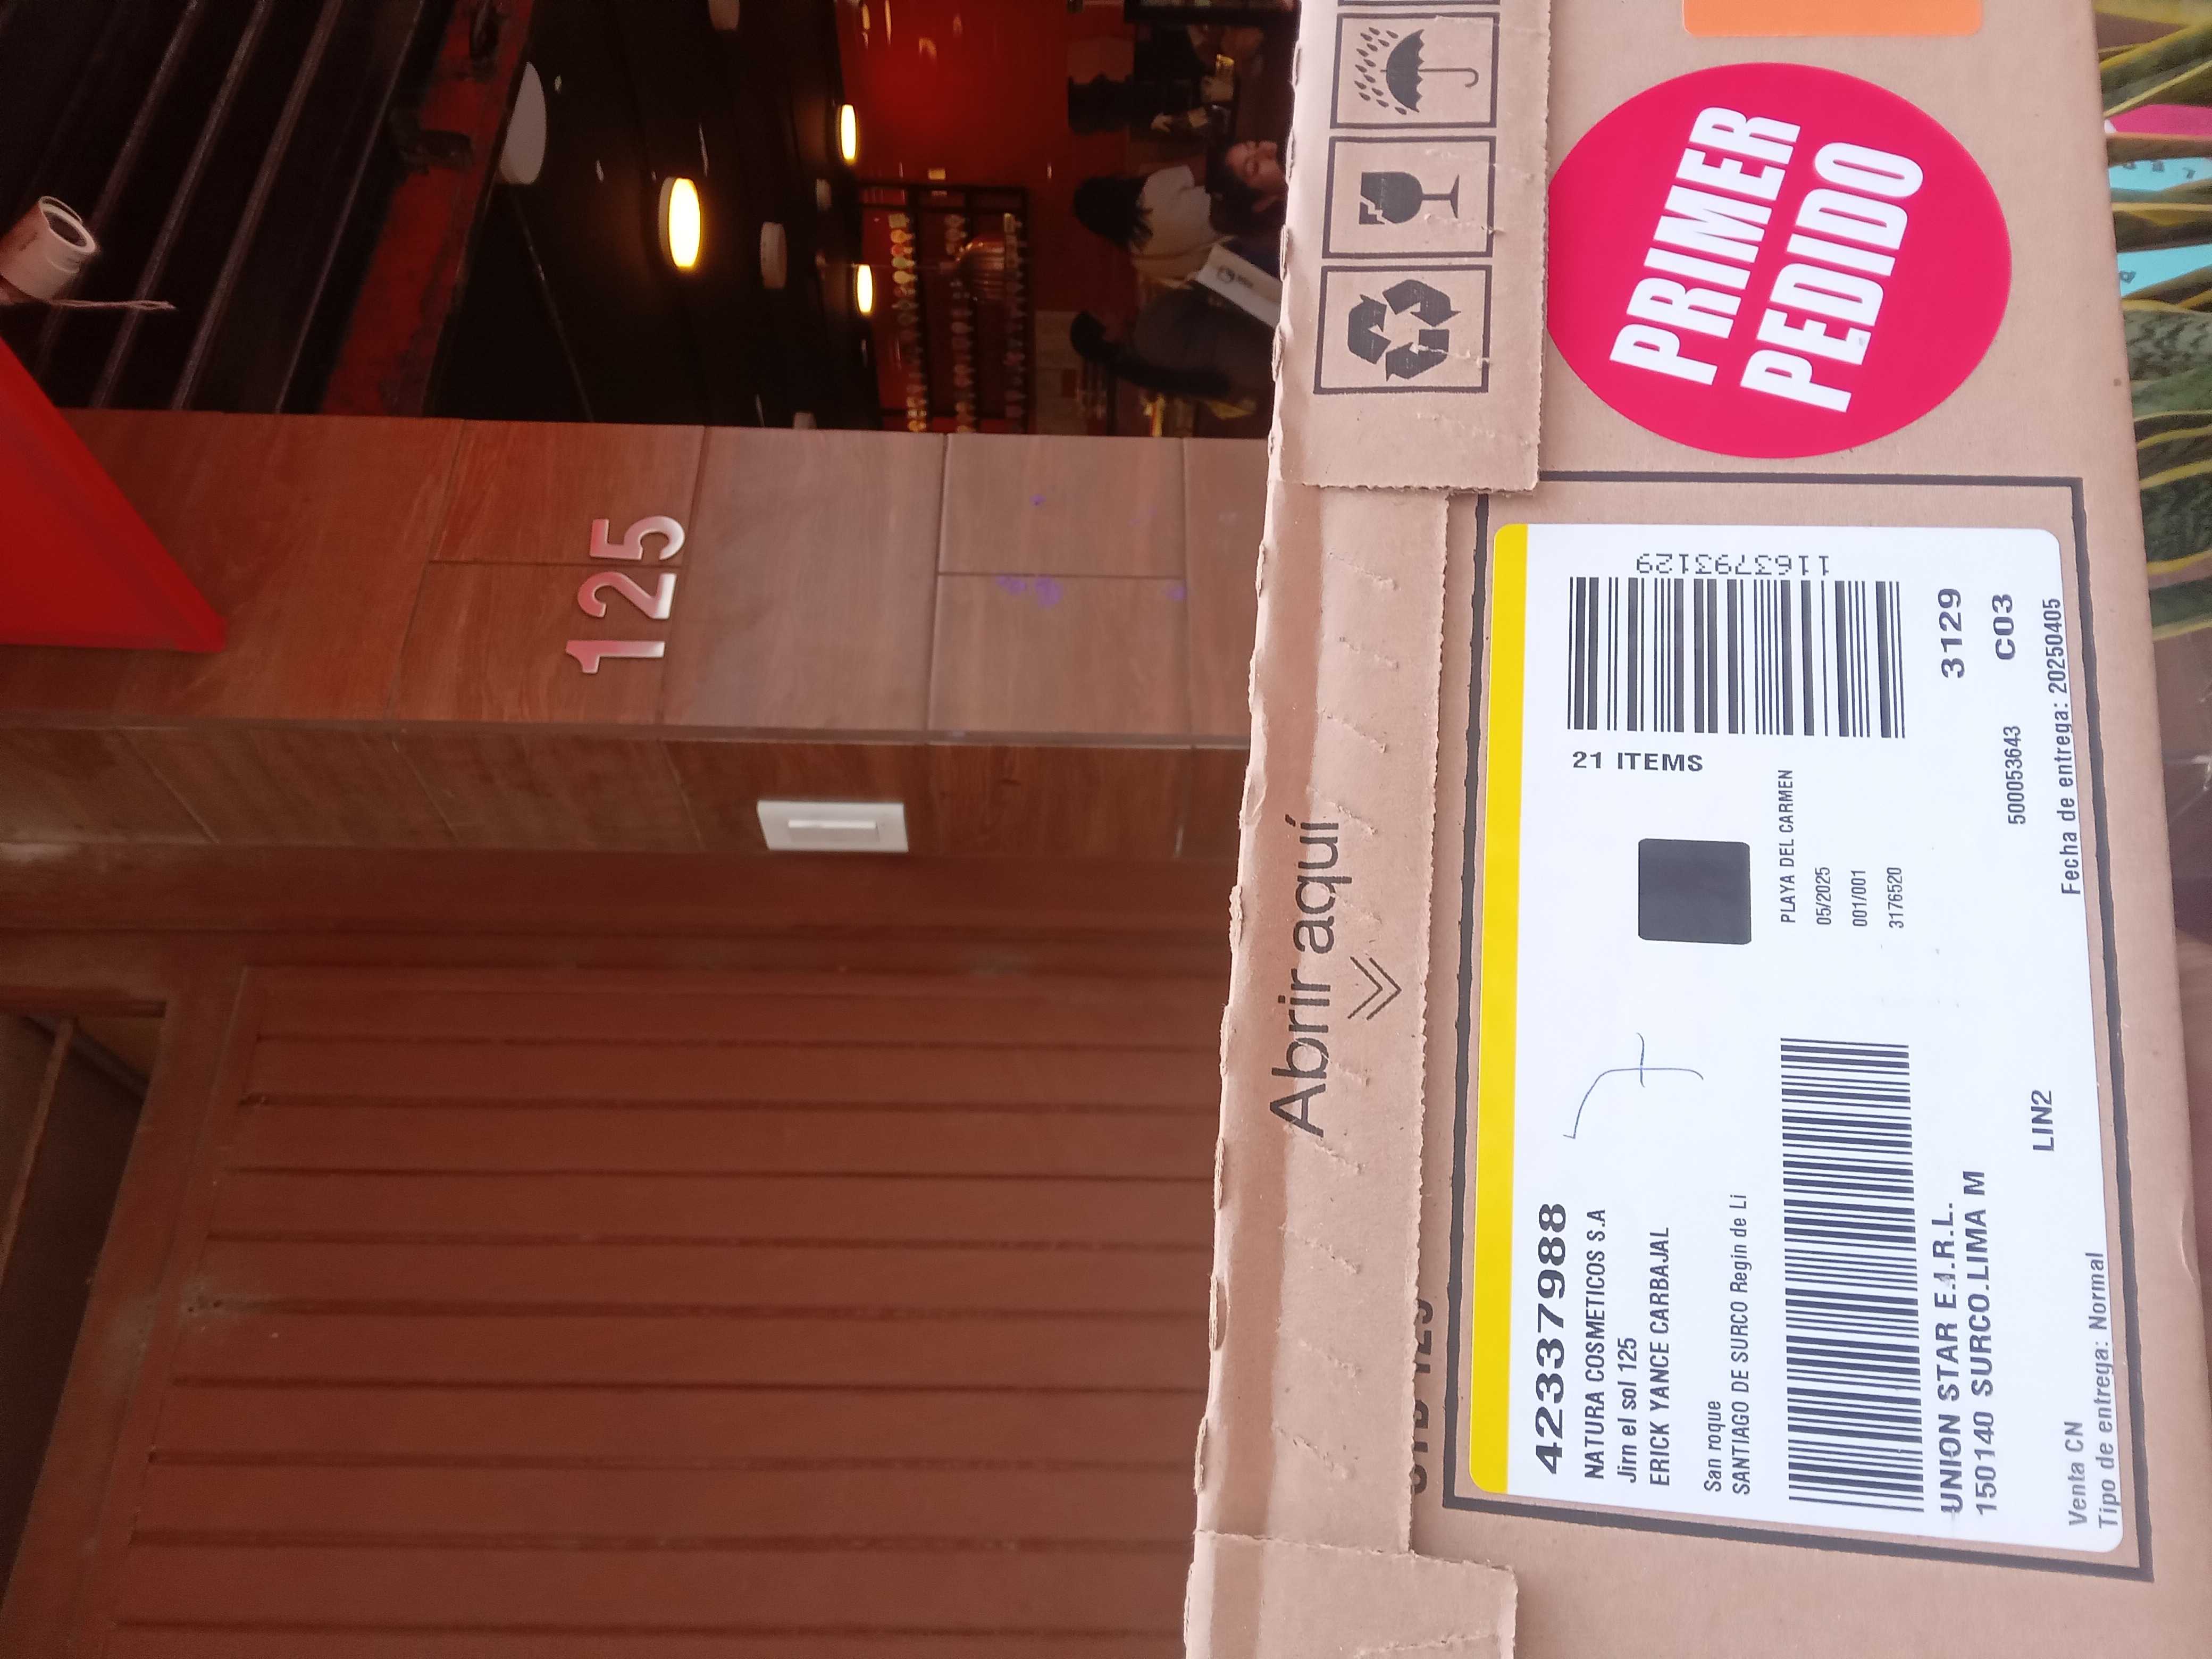 125
Abrir aquí
PRIMER
PEDIDO
42337988
NATURA COSMETICOS S.A
Jirn el sol 125
ERICK YANCE CARBAJAL
San roque
SANTIAGO DE SURCO Regin de Li
UNION STAR E.I.R.L.
150140 SURCO.LIMA M
LIN2
Venta CN
Tipo de entrega: Normal
21 ITEMS
1163793129
PLAYA DEL CARMEN
05/2025
001/001
3176520
3129
500053643
C03
Fecha de entrega: 20250405